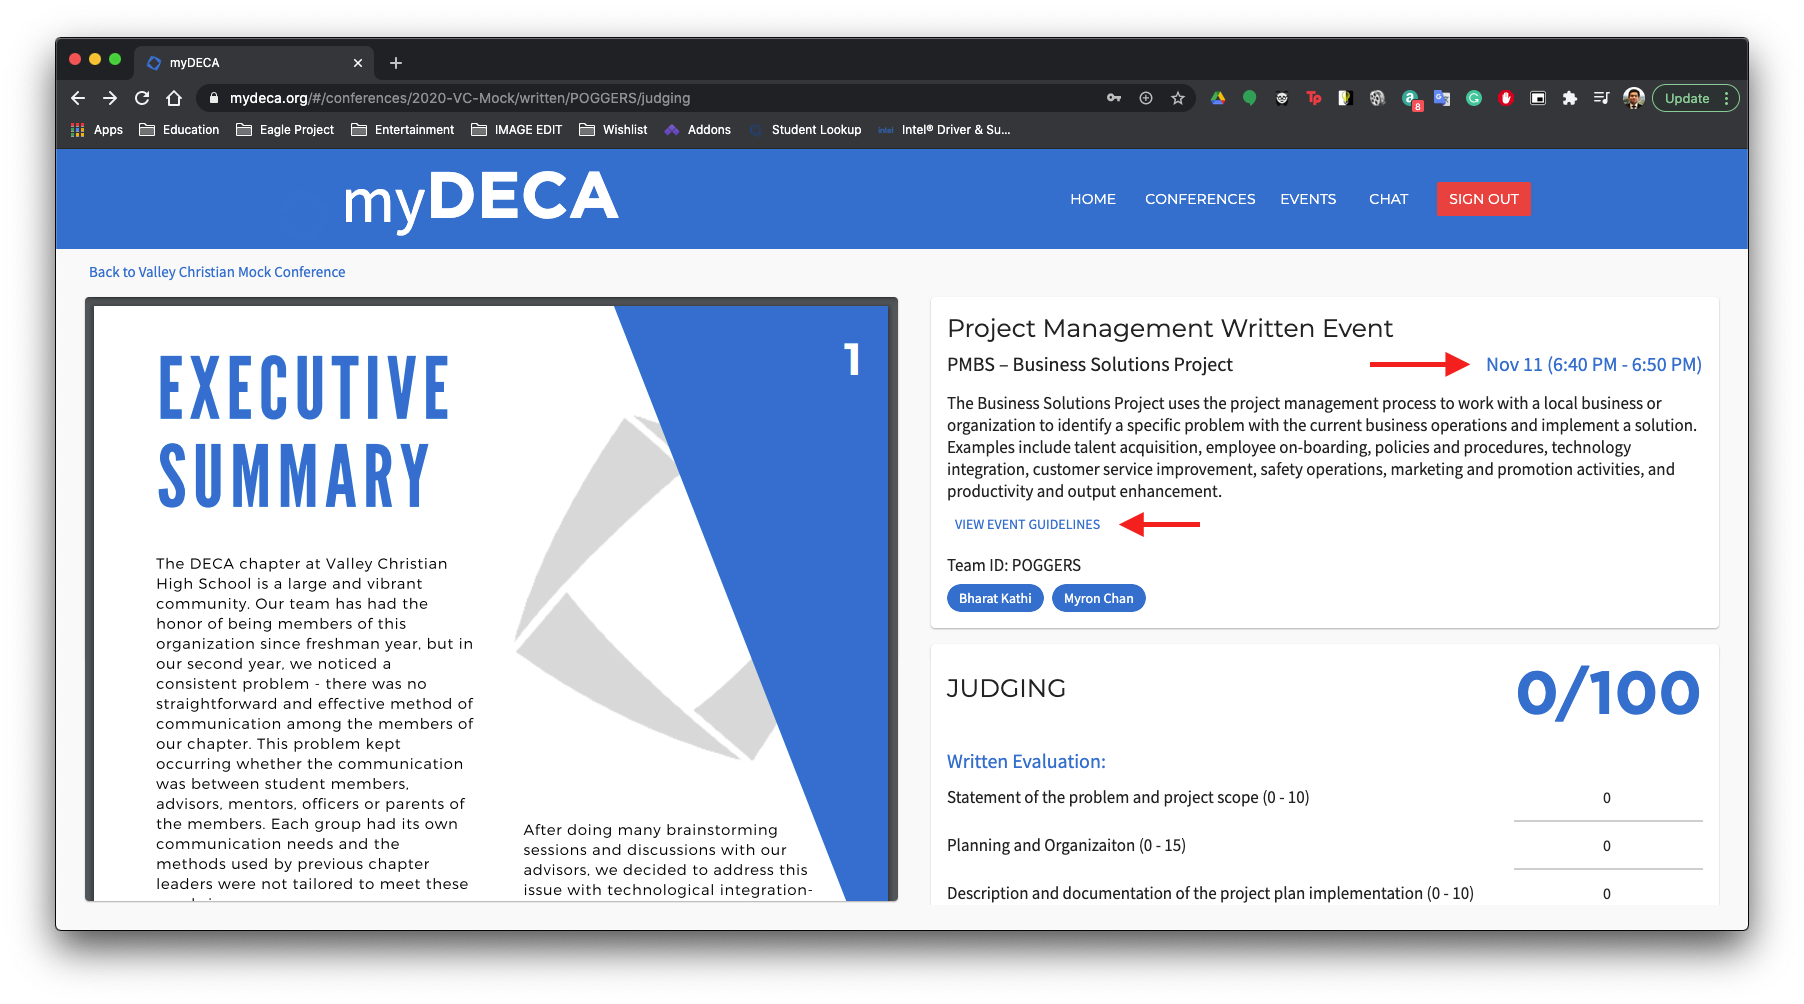 myDECA
mydeca.org/#/conferences/2020-VC-Mock/written/POGGERS/judging
8
Update
Apps
Education
Eagle Project
Entertainment
IMAGE EDIT
Wishlist
Addons
Student Lookup
intel
Intel® Driver & Su...
myDECA
HOME
CONFERENCES
EVENTS
CHAT
SIGN OUT
Back to Valley Christian Mock Conference
1
EXECUTIVE
SUMMARY
The DECA chapter at Valley Christian
High School is a large and vibrant
community. Our team has had the
honor of being members of this
organization since freshman year, but in
our second year, we noticed a
consistent problem - there was no
straightforward and effective method of
communication among the members of
our chapter. This problem kept
occurring whether the communication
was between student members,
advisors, mentors, officers or parents of
the members. Each group had its own
communication needs and the
methods used by previous chapter
leaders were not tailored to meet these
After doing many brainstorming
sessions and discussions with our
advisors, we decided to address this
issue with technological integration-
Project Management Written Event
PMBS – Business Solutions Project
Nov 11 (6:40 PM - 6:50 PM)
The Business Solutions Project uses the project management process to work with a local business or
organization to identify a specific problem with the current business operations and implement a solution.
Examples include talent acquisition, employee on-boarding, policies and procedures, technology
integration, customer service improvement, safety operations, marketing and promotion activities, and
productivity and output enhancement.
VIEW EVENT GUIDELINES
Team ID: POGGERS
Bharat Kathi
Myron Chan
JUDGING
0/100
Written Evaluation:
Statement of the problem and project scope (0 - 10)
0
Planning and Organizaiton (0 - 15)
0
Description and documentation of the project plan implementation (0 - 10)
0